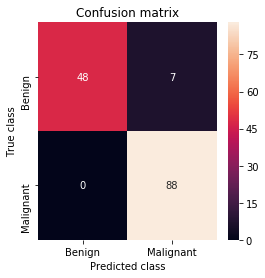 Confusion matrix
True class
Benign
Malignant
48
7
0
88
Benign
Malignant
Predicted class
75
60
45
30
15
0